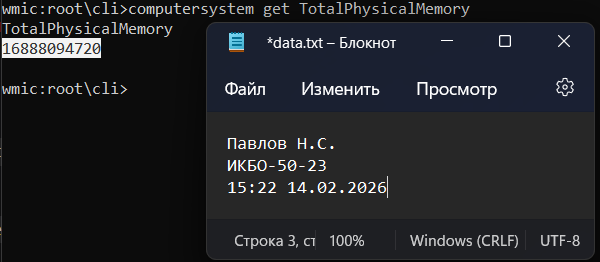 wmic:root\cli>computersystem get TotalPhysicalMemory
TotalPhysicalMemory
16888094720
wmic:root\cli>
*data.txt – Блокнот
Файл Изменить Просмотр
Павлов Н.С.
ИКБО-50-23
15:22 14.02.2026
Строка 3, ст 100% Windows (CRLF) UTF-8